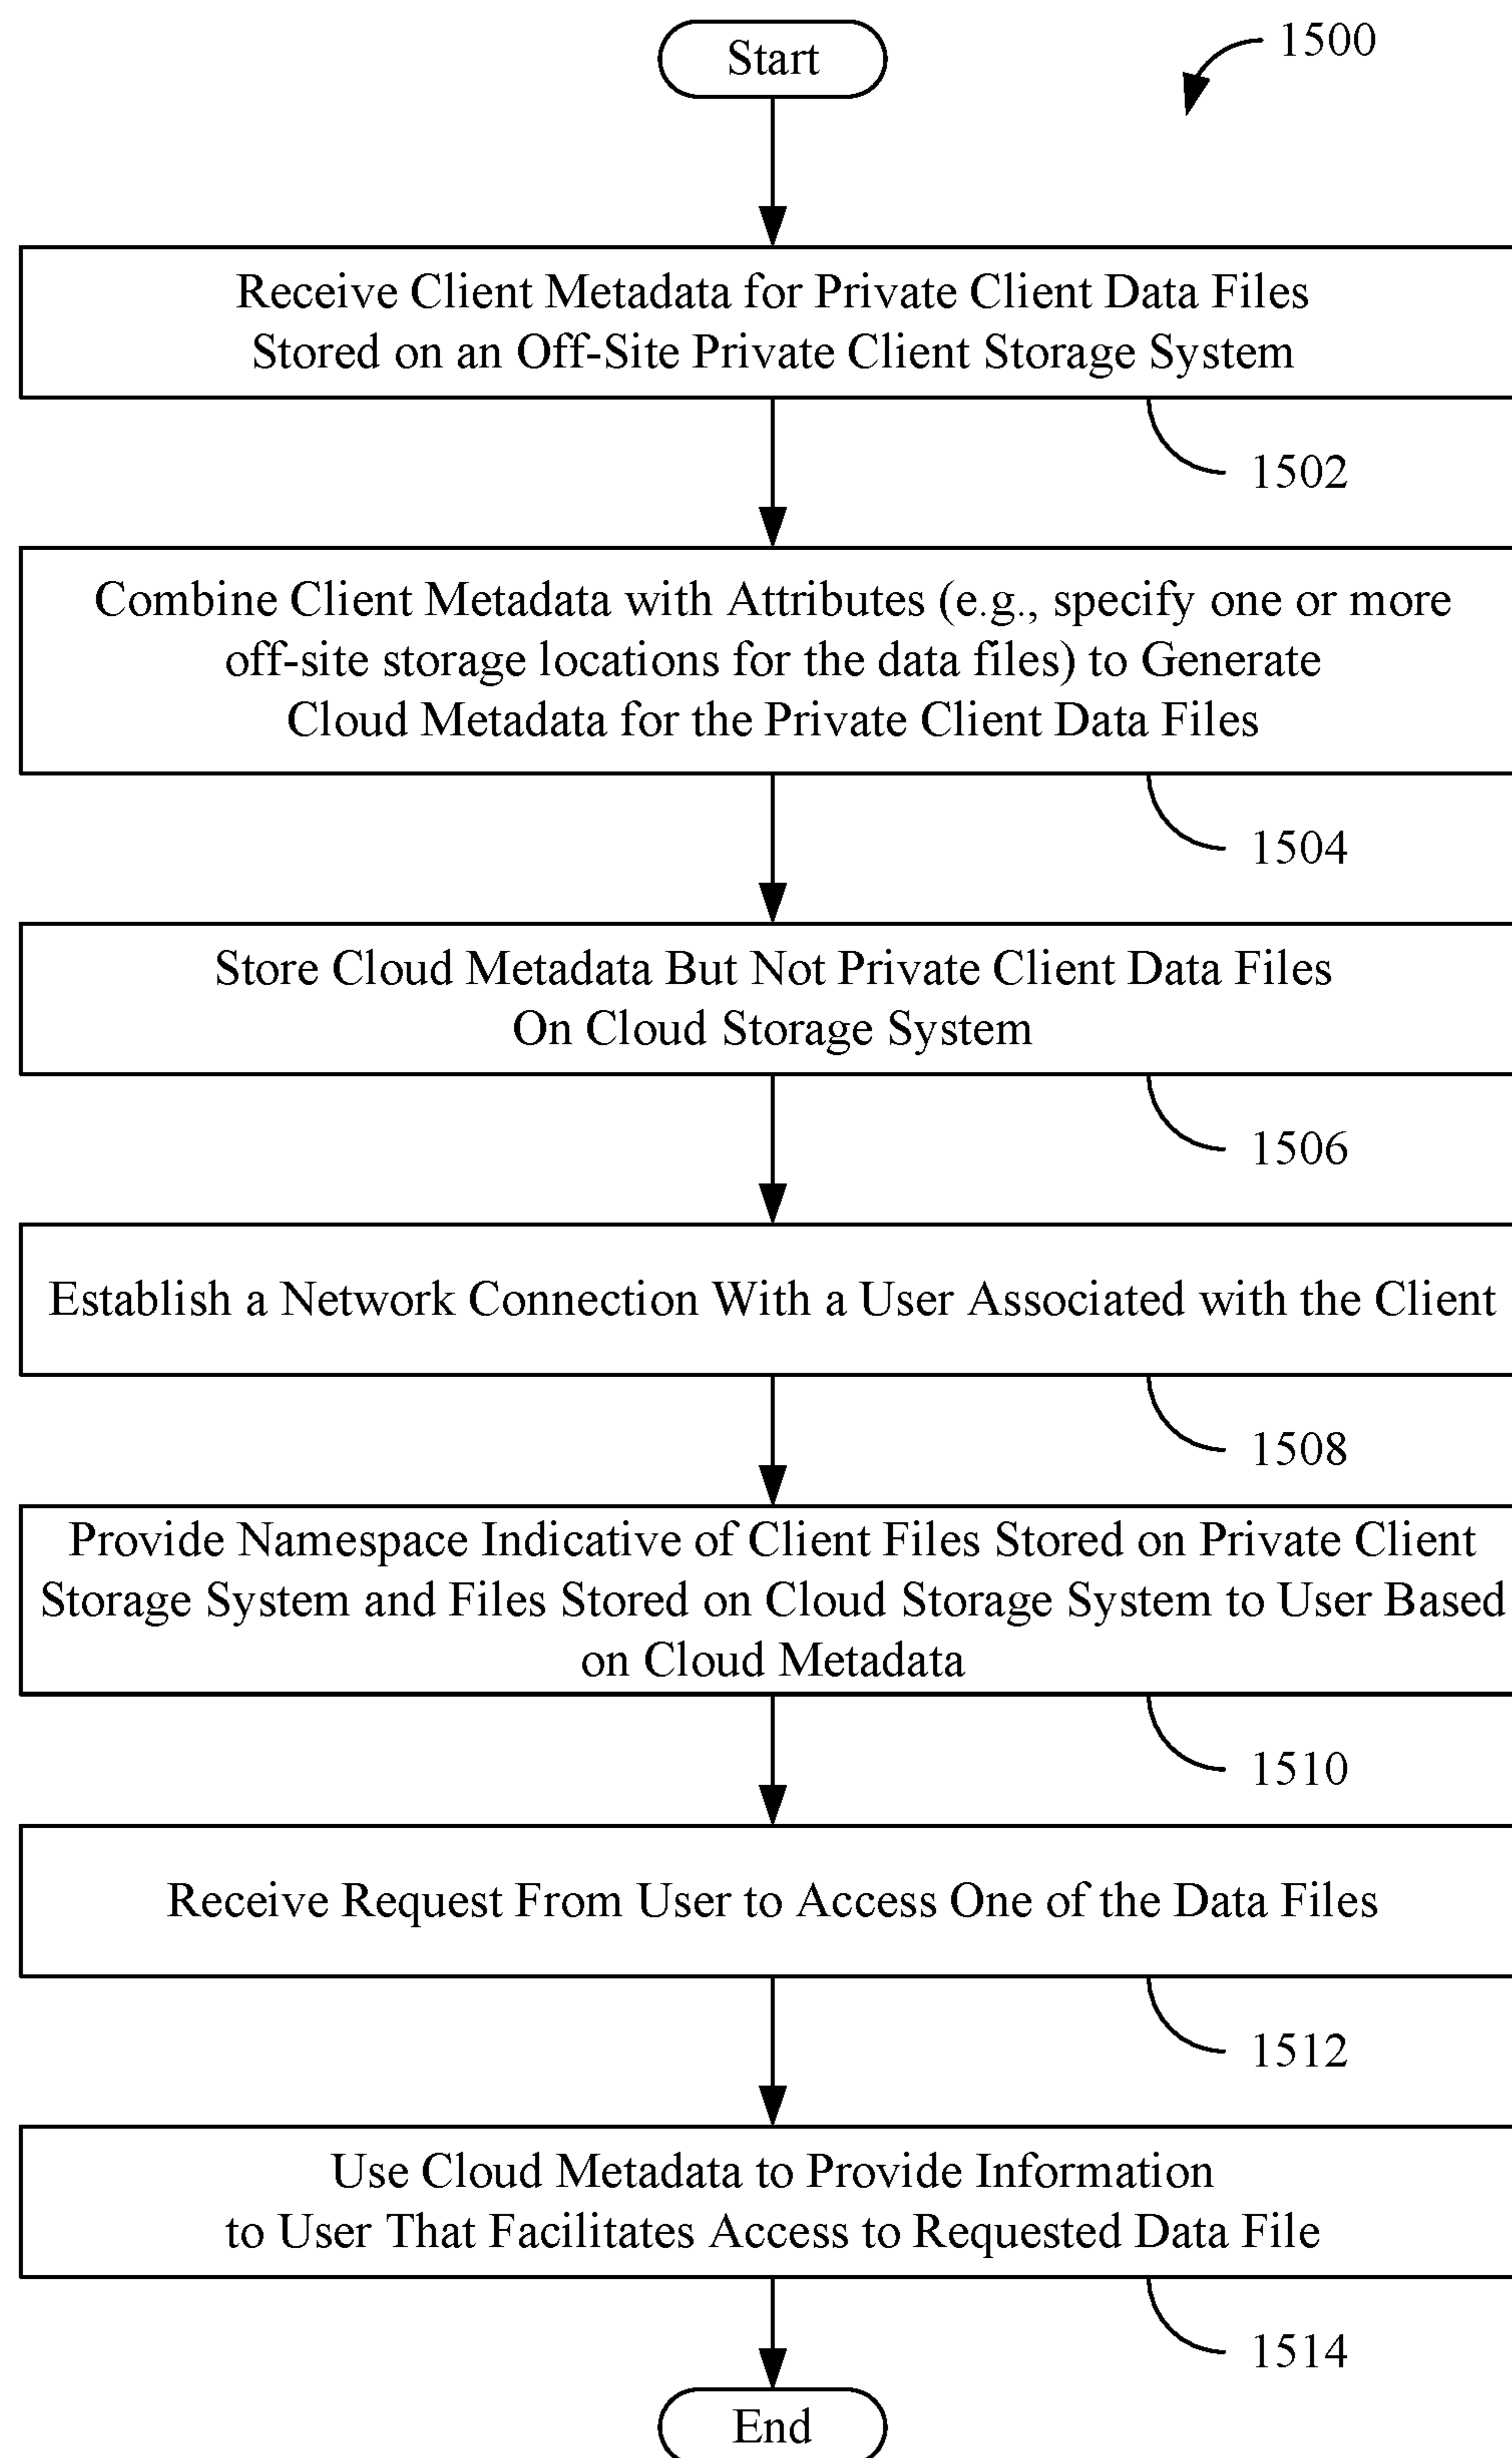 Start
1500
Receive Client Metadata for Private Client Data Files
Stored on an Off-Site Private Client Storage System
1502
Combine Client Metadata with Attributes (e.g., specify one or more
off-site storage locations for the data files) to Generate
Cloud Metadata for the Private Client Data Files
1504
Store Cloud Metadata But Not Private Client Data Files
On Cloud Storage System
1506
Establish a Network Connection With a User Associated with the Client
1508
Provide Namespace Indicative of Client Files Stored on Private Client
Storage System and Files Stored on Cloud Storage System to User Based
on Cloud Metadata
1510
Receive Request From User to Access One of the Data Files
1512
Use Cloud Metadata to Provide Information
to User That Facilitates Access to Requested Data File
1514
End